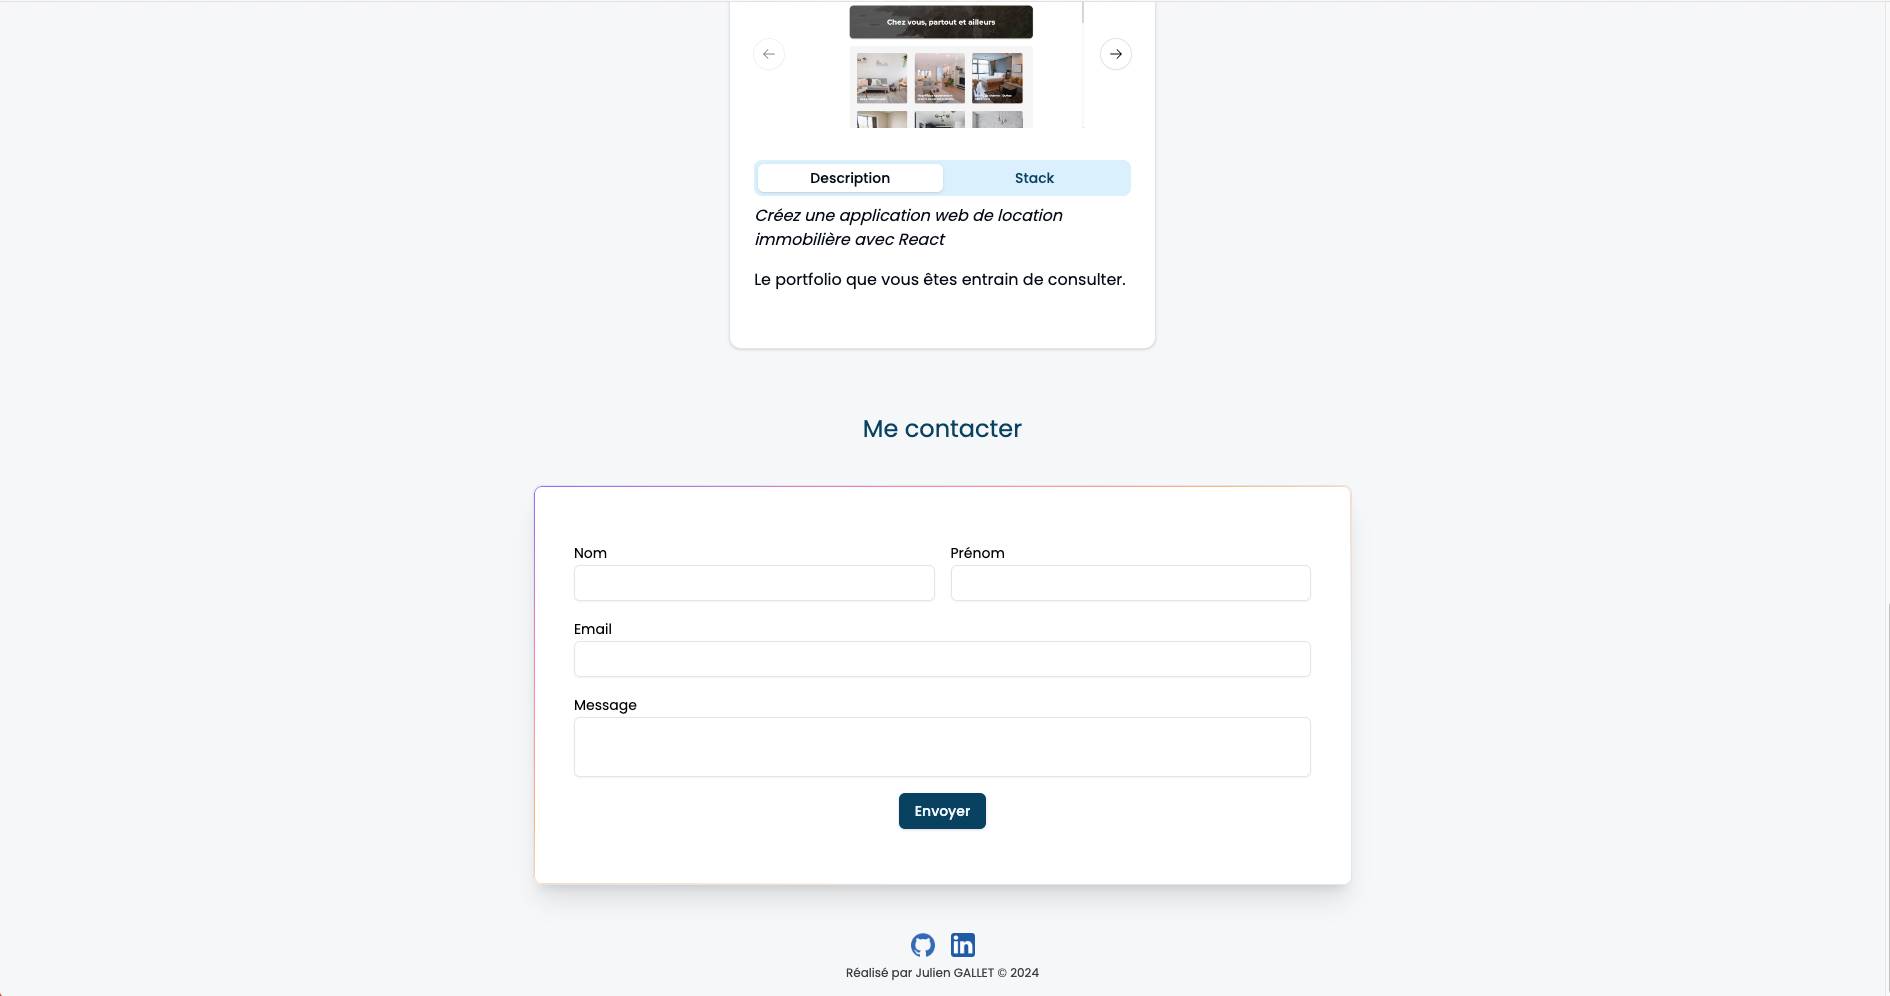 Chez vous, partout et ailleurs
Description
Stack
Créez une application web de location
immobilière avec React
Le portfolio que vous êtes entrain de consulter.
Me contacter
Nom
Prénom
Email
Message
Envoyer
in
Réalisé par Julien GALLET © 2024